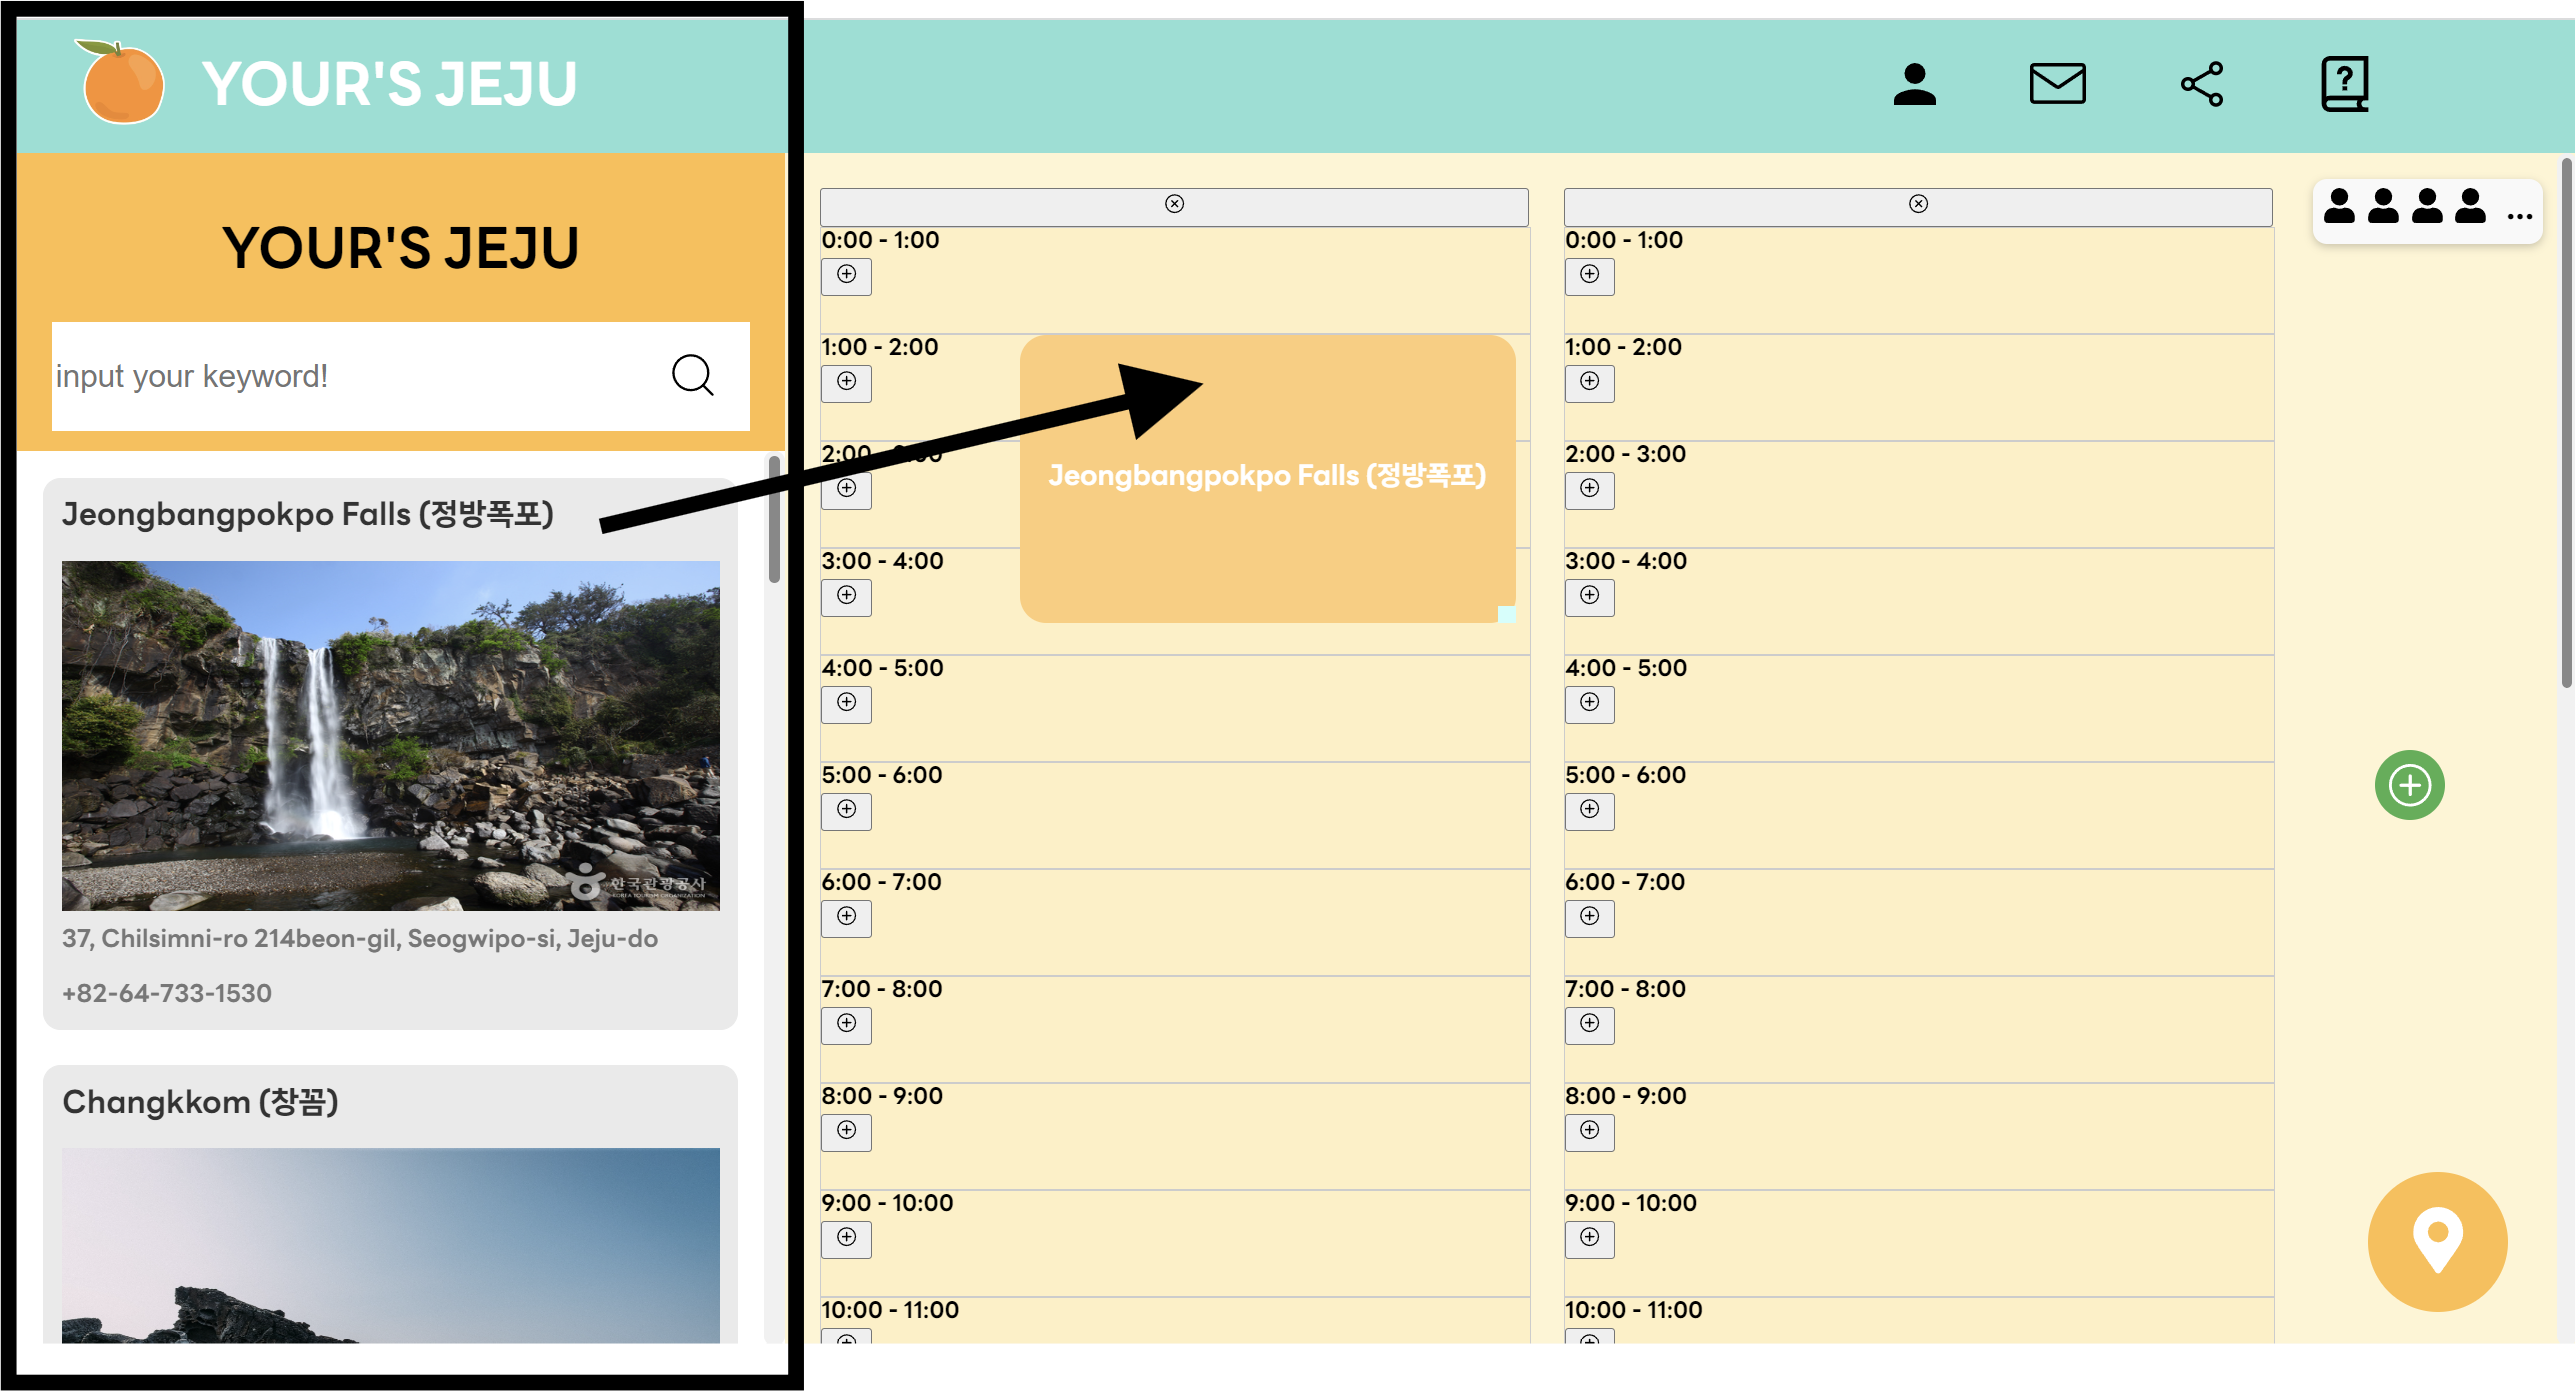 YOUR'S JEJU
YOUR'S JEJU
input your keyword!
Jeongbangpokpo Falls (정방폭포)
한국관광공사
KOREA TOURISM ORGANIZATION
37, Chilsimni-ro 214beon-gil, Seogwipo-si, Jeju-do
+82-64-733-1530
Changkkom (창꼼)
0:00 - 1:00
1:00 - 2:00
2:00 - 3:00
Jeongbangpokpo Falls (정방폭포)
3:00 - 4:00
4:00 - 5:00
5:00 - 6:00
6:00 - 7:00
7:00 - 8:00
8:00 - 9:00
9:00 - 10:00
10:00 - 11:00
0:00 - 1:00
1:00 - 2:00
2:00 - 3:00
3:00 - 4:00
4:00 - 5:00
5:00 - 6:00
6:00 - 7:00
7:00 - 8:00
8:00 - 9:00
9:00 - 10:00
10:00 - 11:00